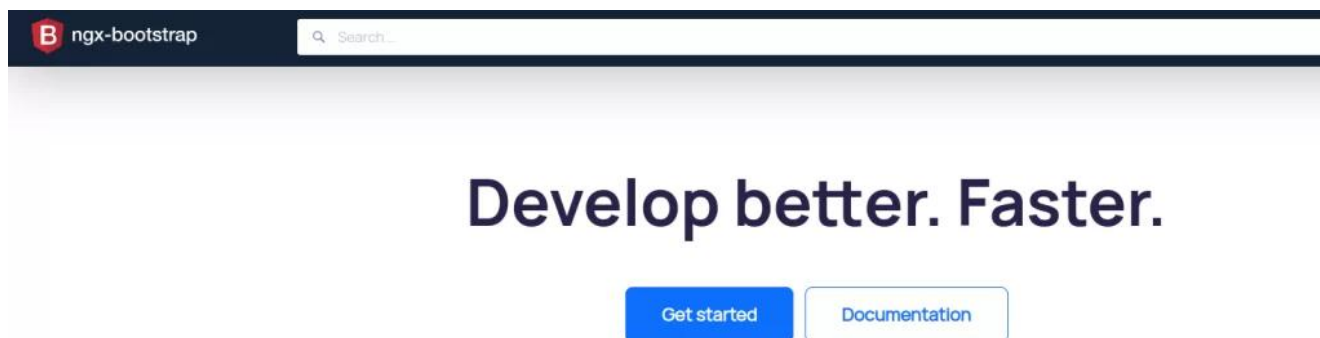 B ngx-bootstrap
Search...
Develop better. Faster.
Get started
Documentation